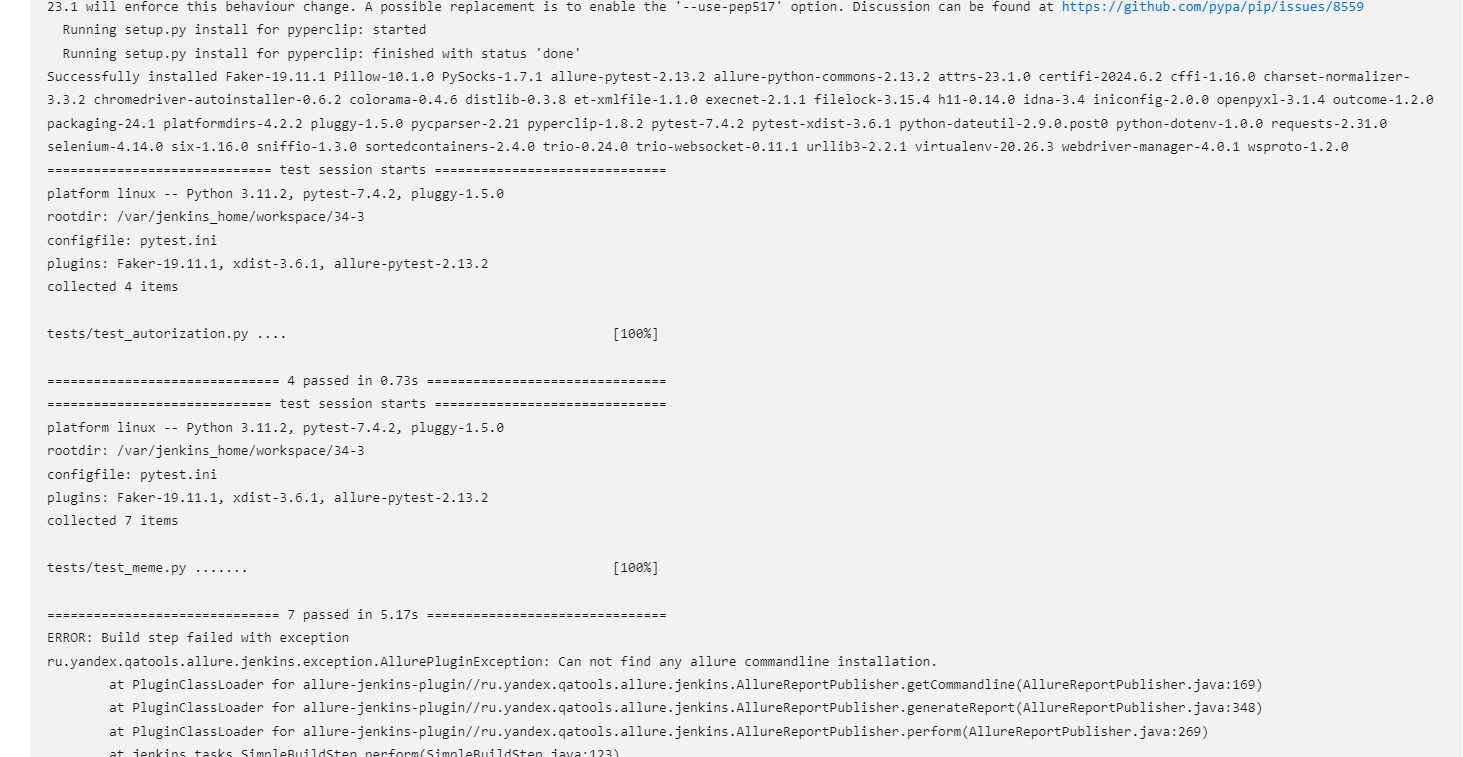 23.1 will enforce this behaviour change. A possible replacement is to enable the '--use-pep517' option. Discussion can be found at https://github.com/pypa/pip/issues/8559
  Running setup.py install for pyperclip: started
  Running setup.py install for pyperclip: finished with status 'done'
Successfully installed Faker-19.11.1 Pillow-10.1.0 PySocks-1.7.1 allure-pytest-2.13.2 allure-python-commons-2.13.2 attrs-23.1.0 certifi-2024.6.2 cffi-1.16.0 charset-normalizer-
3.3.2 chromedriver-autoinstaller-0.6.2 colorama-0.4.6 distlib-0.3.8 et-xmlfile-1.1.0 execnet-2.1.1 filelock-3.15.4 h11-0.14.0 idna-3.4 iniconfig-2.0.0 openpyxl-3.1.4 outcome-1.2.0
packaging-24.1 platformdirs-4.2.2 pluggy-1.5.0 pycparser-2.21 pyperclip-1.8.2 pytest-7.4.2 pytest-xdist-3.6.1 python-dateutil-2.9.0.post0 python-dotenv-1.0.0 requests-2.31.0
selenium-4.14.0 six-1.16.0 sniffio-1.3.0 sortedcontainers-2.4.0 trio-0.24.0 trio-websocket-0.11.1 urllib3-2.2.1 virtualenv-20.26.3 webdriver-manager-4.0.1 wsproto-1.2.0
============================= test session starts ==============================
platform linux -- Python 3.11.2, pytest-7.4.2, pluggy-1.5.0
rootdir: /var/jenkins_home/workspace/34-3
configfile: pytest.ini
plugins: Faker-19.11.1, xdist-3.6.1, allure-pytest-2.13.2
collected 4 items
tests/test_autorization.py ....                                          [100%]
============================== 4 passed in 0.73s ===============================
============================= test session starts ==============================
platform linux -- Python 3.11.2, pytest-7.4.2, pluggy-1.5.0
rootdir: /var/jenkins_home/workspace/34-3
configfile: pytest.ini
plugins: Faker-19.11.1, xdist-3.6.1, allure-pytest-2.13.2
collected 7 items
tests/test_meme.py .......                                               [100%]
============================== 7 passed in 5.17s ===============================
ERROR: Build step failed with exception
ru.yandex.qatools.allure.jenkins.exception.AllurePluginException: Can not find any allure commandline installation.
        at PluginClassLoader for allure-jenkins-plugin//ru.yandex.qatools.allure.jenkins.AllureReportPublisher.getCommandline(AllureReportPublisher.java:169)
        at PluginClassLoader for allure-jenkins-plugin//ru.yandex.qatools.allure.jenkins.AllureReportPublisher.generateReport(AllureReportPublisher.java:348)
        at PluginClassLoader for allure-jenkins-plugin//ru.yandex.qatools.allure.jenkins.AllureReportPublisher.perform(AllureReportPublisher.java:269)
        at jenkins.tasks.SimpleBuildStep.perform(SimpleBuildStep.java:123)